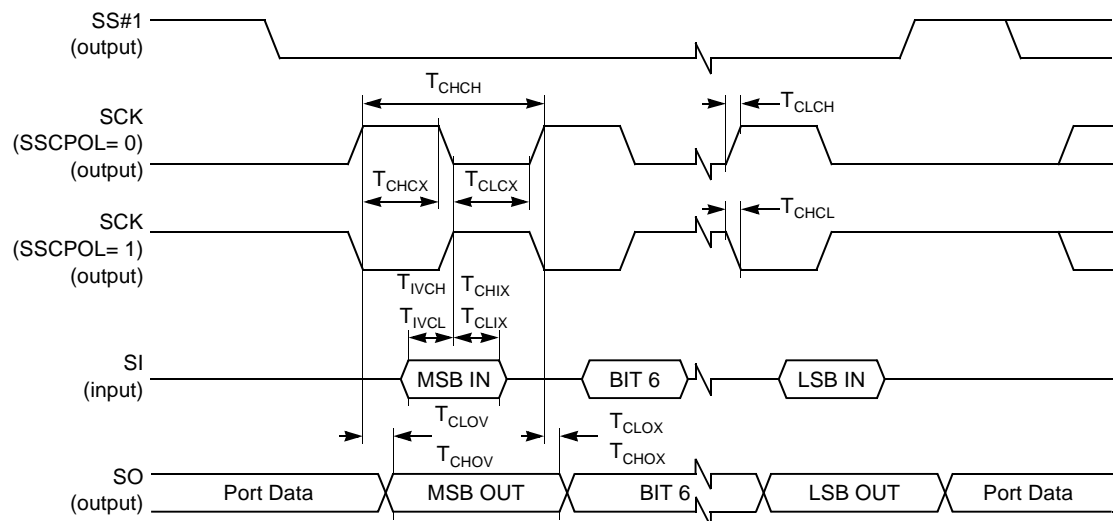 SS#1
(output)
T_CHCH
T_CLCH
SCK
(SSCPOL= 0)
(output)
T_CHCX T_CLCX
T_CHCL
SCK
(SSCPOL= 1)
(output)
T_IVCH T_CHIX
T_IVCL T_CLIX
SI
(input)
MSB IN BIT 6 LSB IN
T_CLOV T_CLOX
T_CHOV T_CHOX
SO
(output)
Port Data MSB OUT BIT 6 LSB OUT Port Data